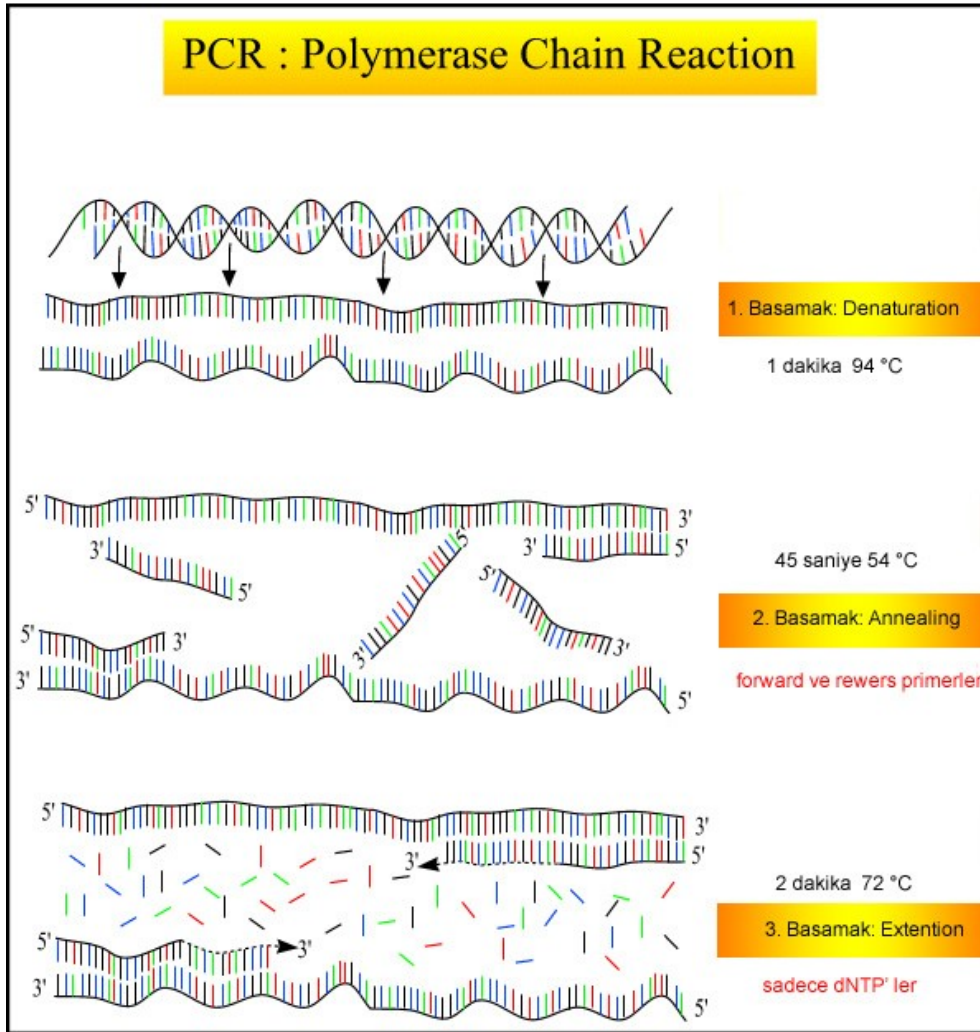 PCR : Polymerase Chain Reaction
1. Basamak: Denaturation
1 dakika 94 °C
5'
3'
3'
5'
5'
3'
5'
45 saniye 54 °C
5'
3'
5'
3'
3'
3'
5'
2. Basamak: Annealing
forward ve rewers primerler
5'
3'
3'
5'
2 dakika 72 °C
5'
3'
3'
5'
3. Basamak: Extention
sadece dNTP' ler